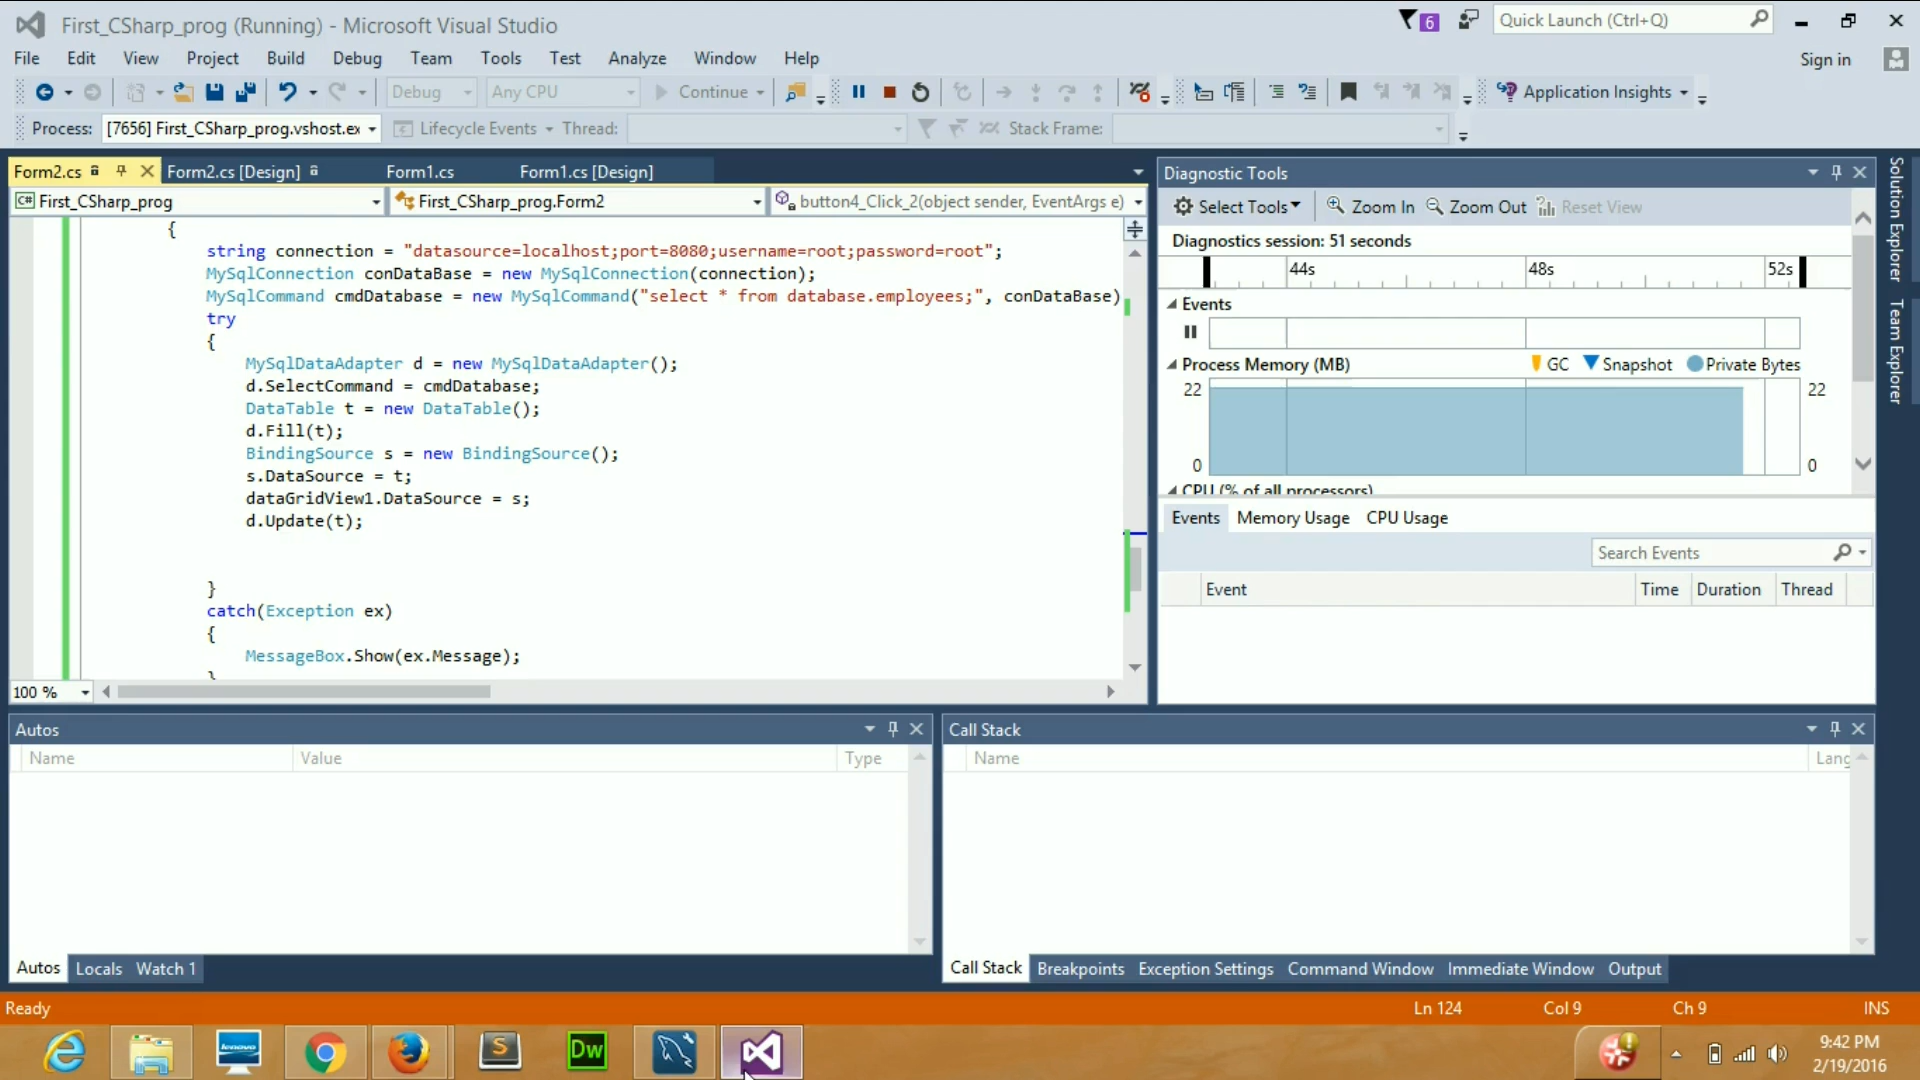 First_CSharp_prog (Running) - Microsoft Visual Studio
6
Quick Launch (Ctrl+Q)
File Edit View Project Build Debug Team Tools Test Analyze Window Help
Sign in
Debug Any CPU Continue Application Insights
Process: [7656] First_CSharp_prog.vshost.ex Lifecycle Events Thread: Stack Frame:
Form2.cs Form2.cs [Design] Form1.cs Form1.cs [Design]
C# First_CSharp_prog First_CSharp_prog.Form2 button4_Click_2(object sender, EventArgs e)
{
string connection = "datasource=localhost;port=8080;username=root;password=root";
MySqlConnection conDataBase = new MySqlConnection(connection);
MySqlCommand cmdDatabase = new MySqlCommand("select * from database.employees;", conDataBase)
try
{
MySqlDataAdapter d = new MySqlDataAdapter();
d.SelectCommand = cmdDatabase;
DataTable t = new DataTable();
d.Fill(t);
BindingSource s = new BindingSource();
s.DataSource = t;
dataGridView1.DataSource = s;
d.Update(t);
}
catch(Exception ex)
{
MessageBox.Show(ex.Message);
}
100 %
Diagnostic Tools
Select Tools Zoom In Zoom Out Reset View
Diagnostics session: 51 seconds
44s 48s 52s
Events
Process Memory (MB) GC Snapshot Private Bytes
22 22
0 0
CPU (% of all processors)
Events Memory Usage CPU Usage
Search Events
Event Time Duration Thread
Solution Explorer
Team Explorer
Autos
Name Value Type
Autos Locals Watch 1
Call Stack
Name Lang
Call Stack Breakpoints Exception Settings Command Window Immediate Window Output
Ready Ln 124 Col 9 Ch 9 INS
lenovo
S
Dw
9:42 PM
2/19/2016